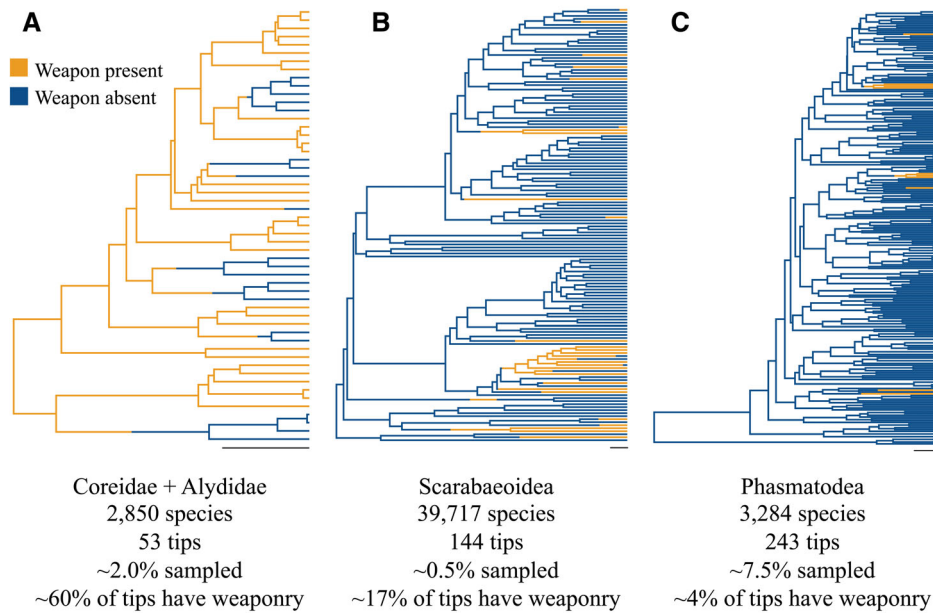 A
B
C
Weapon present
Weapon absent
Coreidae + Alydidae
2,850 species
53 tips
~2.0% sampled
~60% of tips have weaponry
Scarabaeoidea
39,717 species
144 tips
~0.5% sampled
~17% of tips have weaponry
Phasmatodea
3,284 species
243 tips
~7.5% sampled
~4% of tips have weaponry